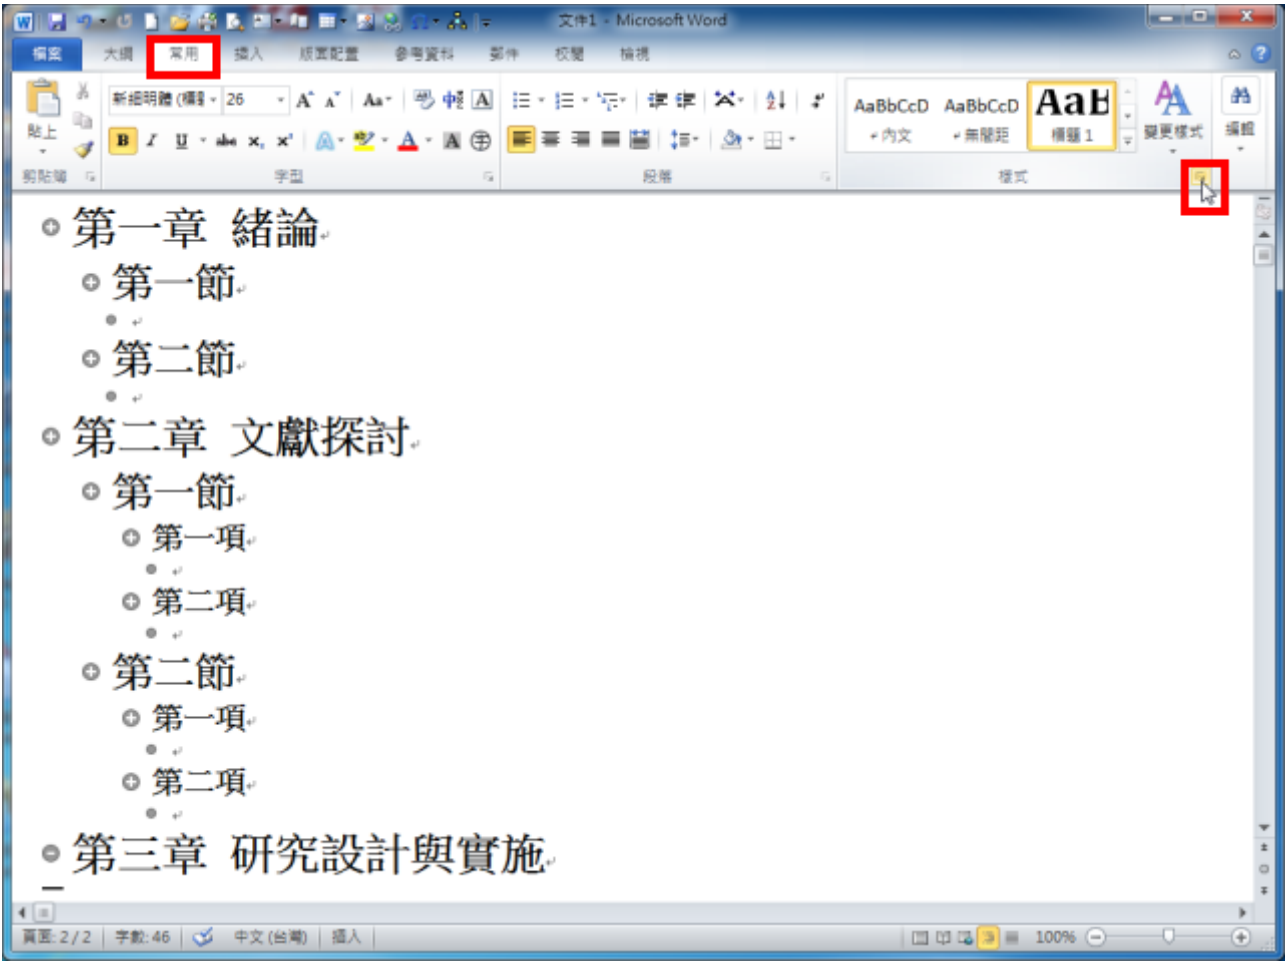 文件1 - Microsoft Word
檔案 大綱 常用 插入 版面配置 參考資料 郵件 校閱 檢視
貼上 新細明體 (標題 26 AaBbCcD AaBbCcD AaB 變更樣式 編輯
內文 無間距 標題 1
剪貼簿 字型 段落 樣式
第一章 緒論
第一節
第二節
第二章 文獻探討
第一節
第一項
第二項
第二節
第一項
第二項
第三章 研究設計與實施
頁面: 2 / 2 字數: 46 中文 (台灣) 插入 100%